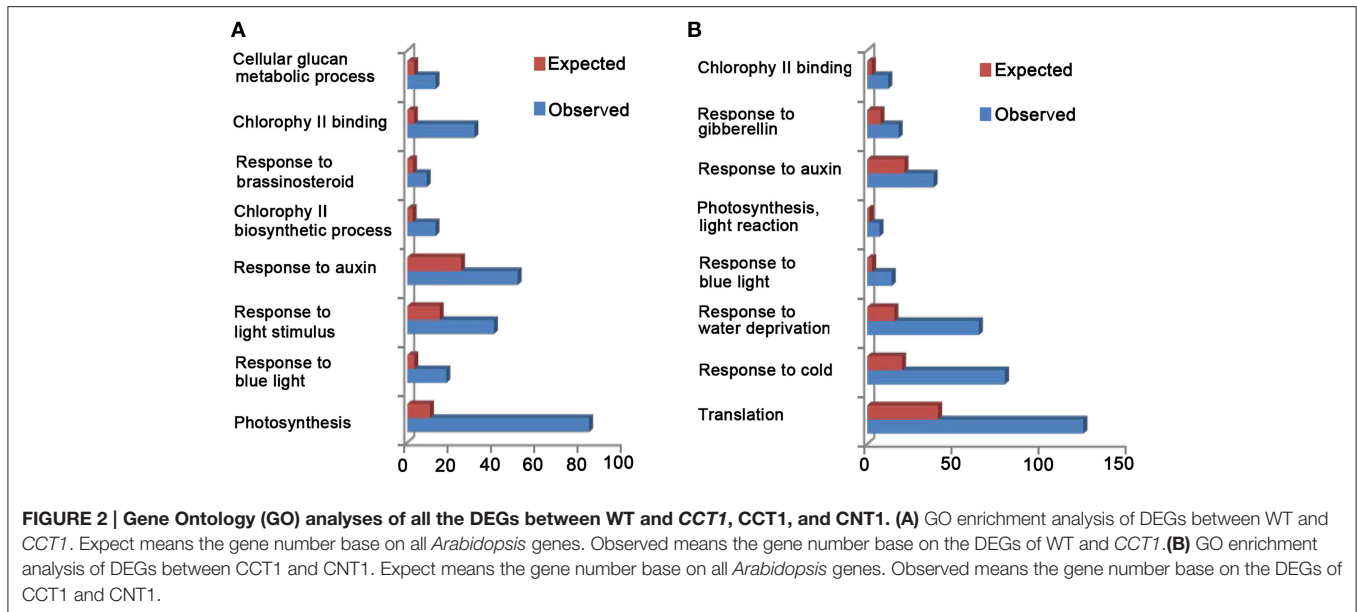 A
Cellular glucan
metabolic process
Chlorophy II binding
Response to
brassinosteroid
Chlorophy II
biosynthetic process
Response to auxin
Response to
light stimulus
Response to
blue light
Photosynthesis
Expected
Observed
0 20 40 60 80 100
B
Chlorophy II binding
Response to
gibberellin
Response to auxin
Photosynthesis,
light reaction
Response to
blue light
Response to
water deprivation
Response to cold
Translation
Expected
Observed
0 50 100 150
FIGURE 2 | Gene Ontology (GO) analyses of all the DEGs between WT and CCT1, CCT1, and CNT1. (A) GO enrichment analysis of DEGs between WT and
CCT1. Expect means the gene number base on all Arabidopsis genes. Observed means the gene number base on the DEGs of WT and CCT1.(B) GO enrichment
analysis of DEGs between CCT1 and CNT1. Expect means the gene number base on all Arabidopsis genes. Observed means the gene number base on the DEGs of
CCT1 and CNT1.